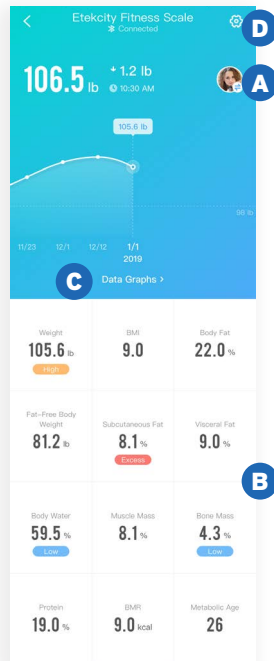 Etekcity Fitness Scale
Connected
D
106.5 lb
1.2 lb
10:30 AM
A
105.6 lb
98 lb
11/23 12/1 12/12 1/1
2019
C Data Graphs >
Weight BMI Body Fat
105.6 lb 9.0 22.0 %
High
Fat-Free Body
Weight Subcutaneous Fat Visceral Fat
81.2 lb 8.1 % 9.0 %
Excess
B
Body Water Muscle Mass Bone Mass
59.5 % 8.1 % 4.3 %
Low Low
Protein BMR Metabolic Age
19.0 % 9.0 kcal 26